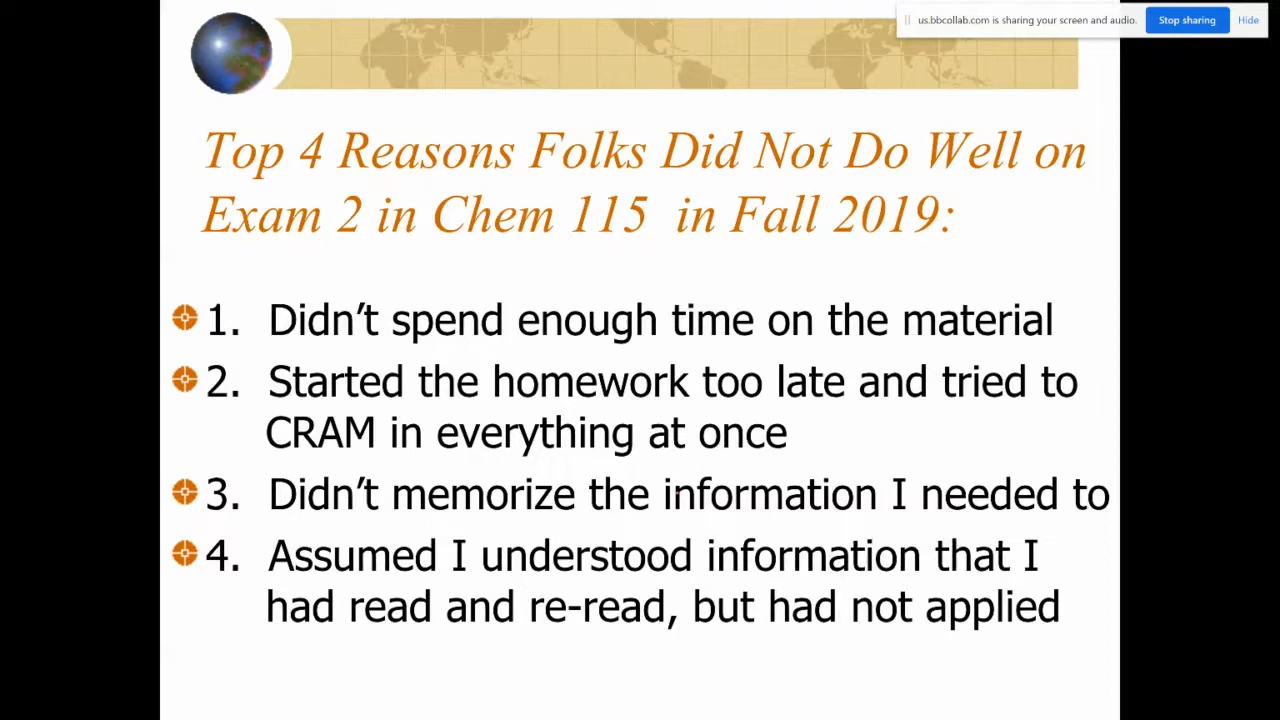 us.bbcollab.com is sharing your screen and audio. Stop sharing Hide
Top 4 Reasons Folks Did Not Do Well on
Exam 2 in Chem 115 in Fall 2019:
1. Didn't spend enough time on the material
2. Started the homework too late and tried to
CRAM in everything at once
3. Didn't memorize the information I needed to
4. Assumed I understood information that I
had read and re-read, but had not applied